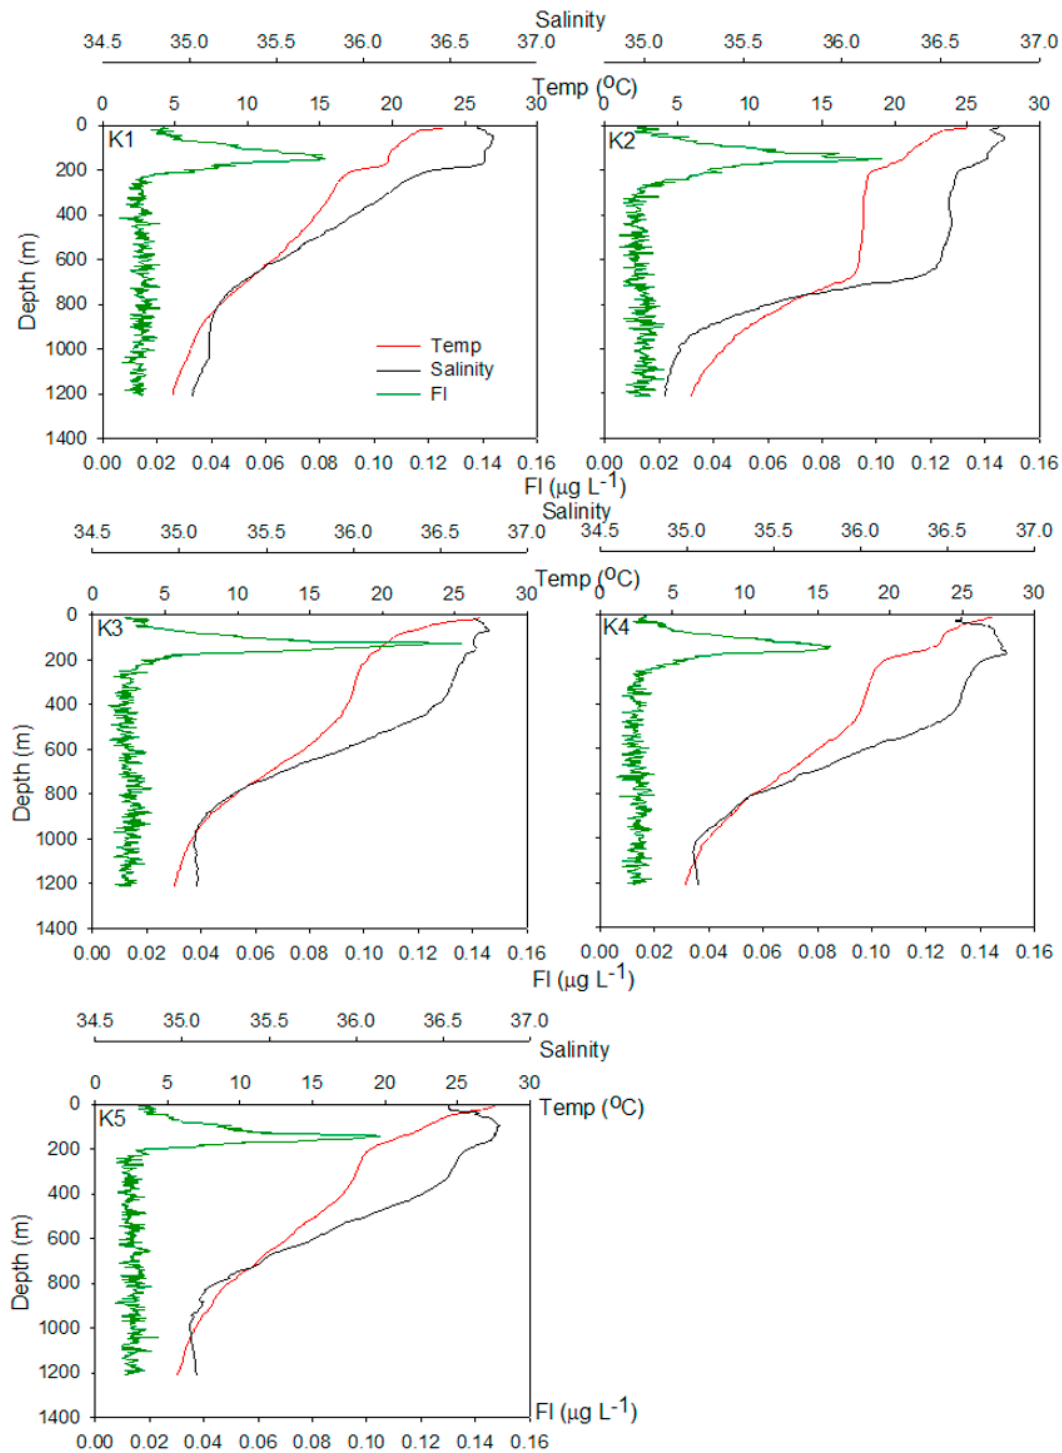 Salinity
34.5 35.0 35.5 36.0 36.5 37.0 35.0 35.5 36.0 36.5 37.0
Temp (ºC)
0 5 10 15 20 25 30 0 5 10 15 20 25 30
0
200
400
600
800
1000
1200
1400
Depth (m)
K1
K2
Temp
Salinity
Fl
0.00 0.02 0.04 0.06 0.08 0.10 0.12 0.14 0.16 0.00 0.02 0.04 0.06 0.08 0.10 0.12 0.14 0.16
Fl (μg L-1)
Salinity
34.5 35.0 35.5 36.0 36.5 37.0 34.5 35.0 35.5 36.0 36.5 37.0
Temp (ºC)
0 5 10 15 20 25 30 0 5 10 15 20 25 30
0
200
400
600
800
1000
1200
1400
Depth (m)
K3
K4
0.00 0.02 0.04 0.06 0.08 0.10 0.12 0.14 0.16 0.00 0.02 0.04 0.06 0.08 0.10 0.12 0.14 0.16
Fl (μg L-1)
34.5 35.0 35.5 36.0 36.5 37.0
Salinity
0 5 10 15 20 25 30
Temp (ºC)
0
200
400
600
800
1000
1200
1400
Depth (m)
K5
Fl (μg L-1)
0.00 0.02 0.04 0.06 0.08 0.10 0.12 0.14 0.16